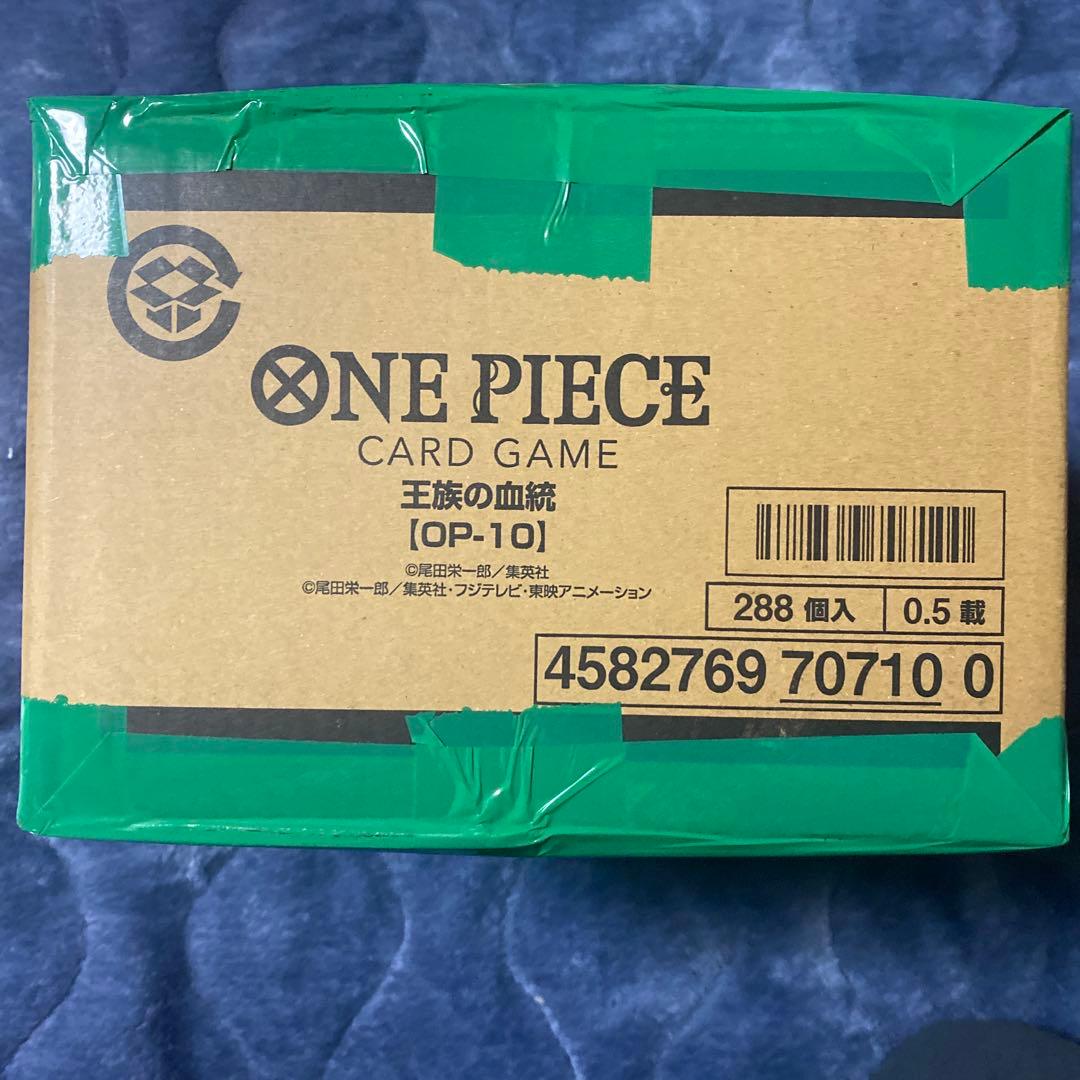 ONE PIECE
CARD GAME
王族の血統
【OP-10】
©尾田栄一郎／集英社
©尾田栄一郎／集英社・フジテレビ・東映アニメーション
288 個入
0.5 載
4582769 70710 0